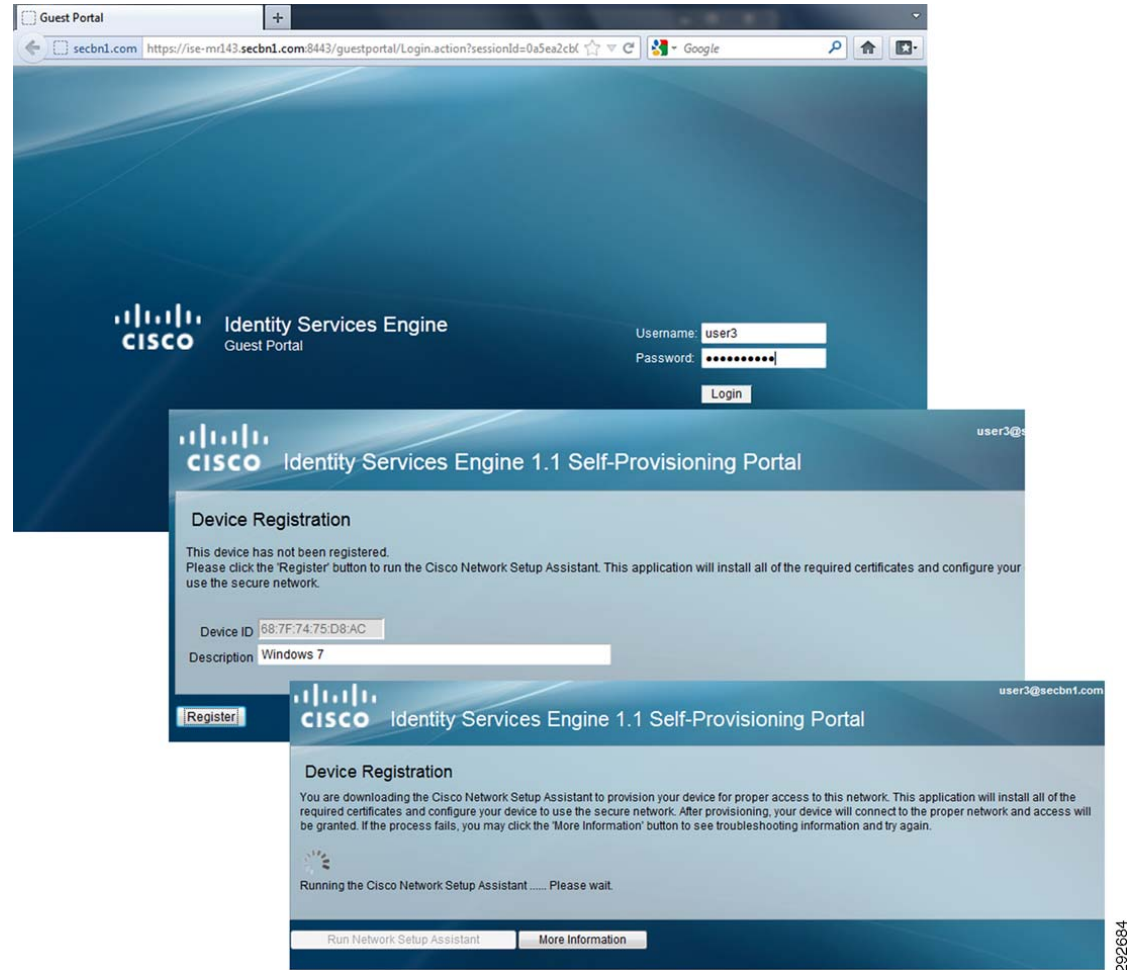 Guest Portal
+
secbn1.com https://ise-mr143.secbn1.com:8443/guestportal/Login.action?sessionId=0a5ea2cb( Google
CISCO
Identity Services Engine
Guest Portal
Username: user3
Password: ••••••••••
Login
user3@s
CISCO Identity Services Engine 1.1 Self-Provisioning Portal
Device Registration
This device has not been registered.
Please click the 'Register' button to run the Cisco Network Setup Assistant. This application will install all of the required certificates and configure your
use the secure network.
Device ID 68:7F:74:75:D8:AC
Description Windows 7
Register
user3@secbn1.com
CISCO Identity Services Engine 1.1 Self-Provisioning Portal
Device Registration
You are downloading the Cisco Network Setup Assistant to provision your device for proper access to this network. This application will install all of the
required certificates and configure your device to use the secure network. After provisioning, your device will connect to the proper network and access will
be granted. If the process fails, you may click the 'More Information' button to see troubleshooting information and try again.
Running the Cisco Network Setup Assistant ...... Please wait.
Run Network Setup Assistant More Information
292684